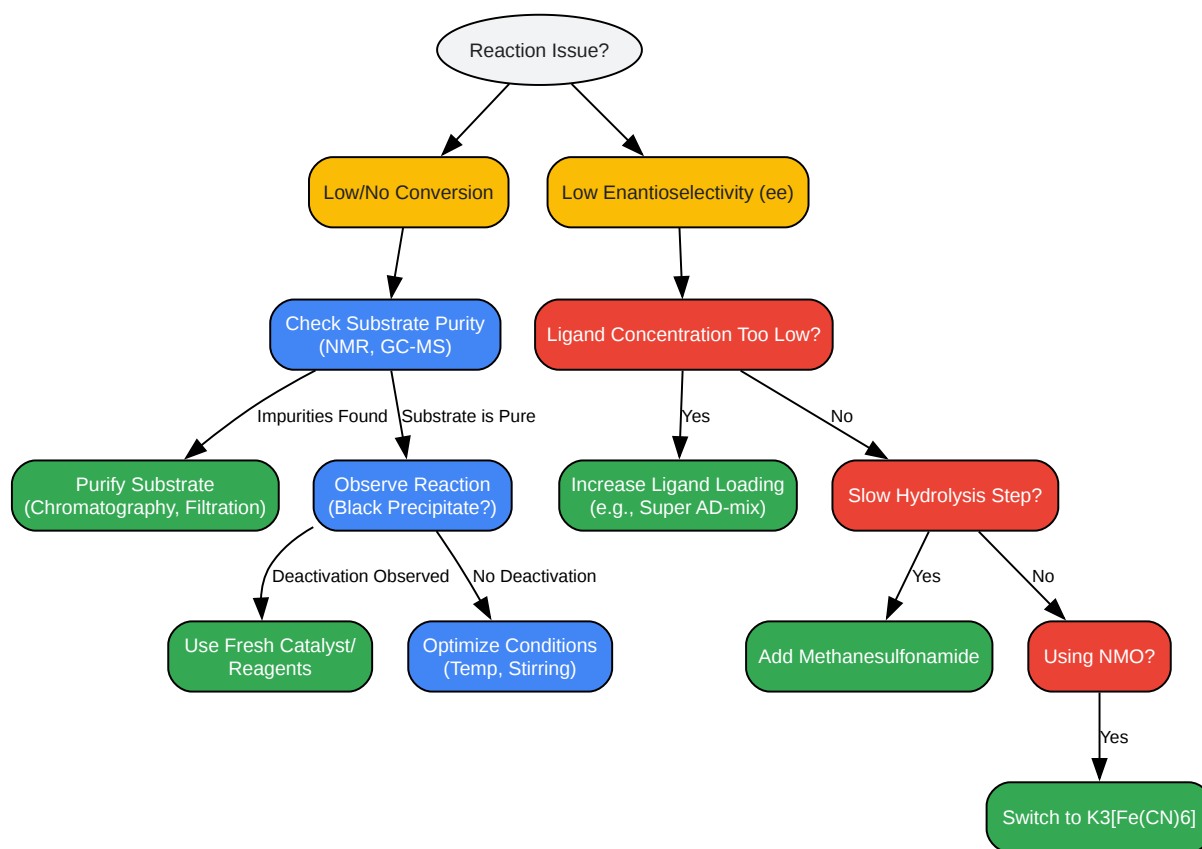 Reaction Issue?
Low/No Conversion
Low Enantioselectivity (ee)
Check Substrate Purity
(NMR, GC-MS)
Ligand Concentration Too Low?
Impurities Found
Substrate is Pure
Yes
No
Purify Substrate
(Chromatography, Filtration)
Observe Reaction
(Black Precipitate?)
Increase Ligand Loading
(e.g., Super AD-mix)
Slow Hydrolysis Step?
Deactivation Observed
No Deactivation
Yes
No
Use Fresh Catalyst/
Reagents
Optimize Conditions
(Temp, Stirring)
Add Methanesulfonamide
Using NMO?
Yes
Switch to K3[Fe(CN)6]